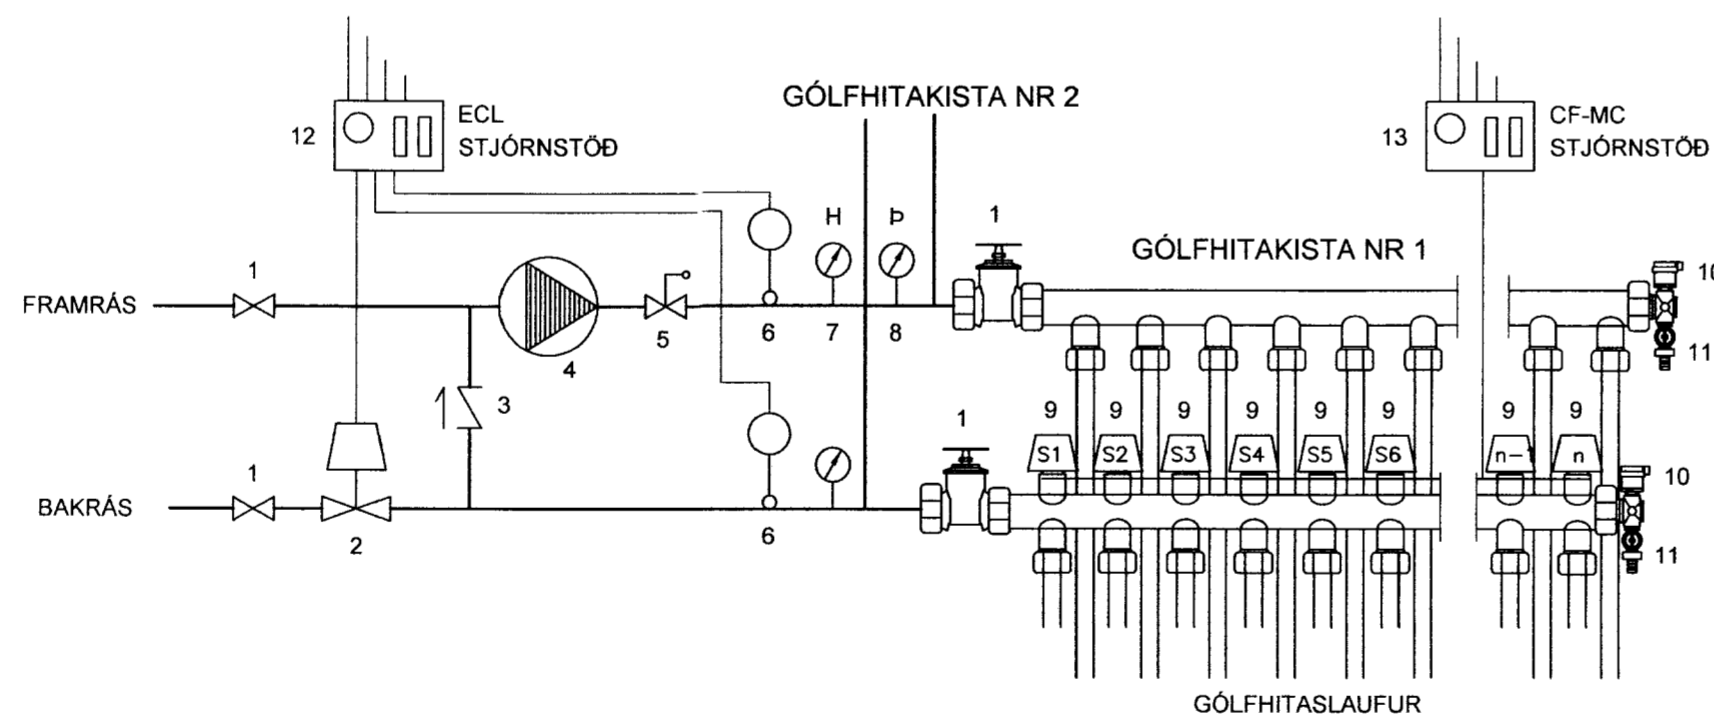 GÓLFHITAKISTA NR 2
12
ECL
STJÓRNSTÖÐ
13
CF-MC
STJÓRNSTÖÐ
H
Þ
1
GÓLFHITAKISTA NR 1
1
10
FRAMRÁS
5
6
7
8
4
11
3
1
9
9
9
9
9
9
9
9
S1
S2
S3
S4
S5
S6
n-1
n
1
10
BAKRÁS
2
6
11
GÓLFHITASLAUFUR